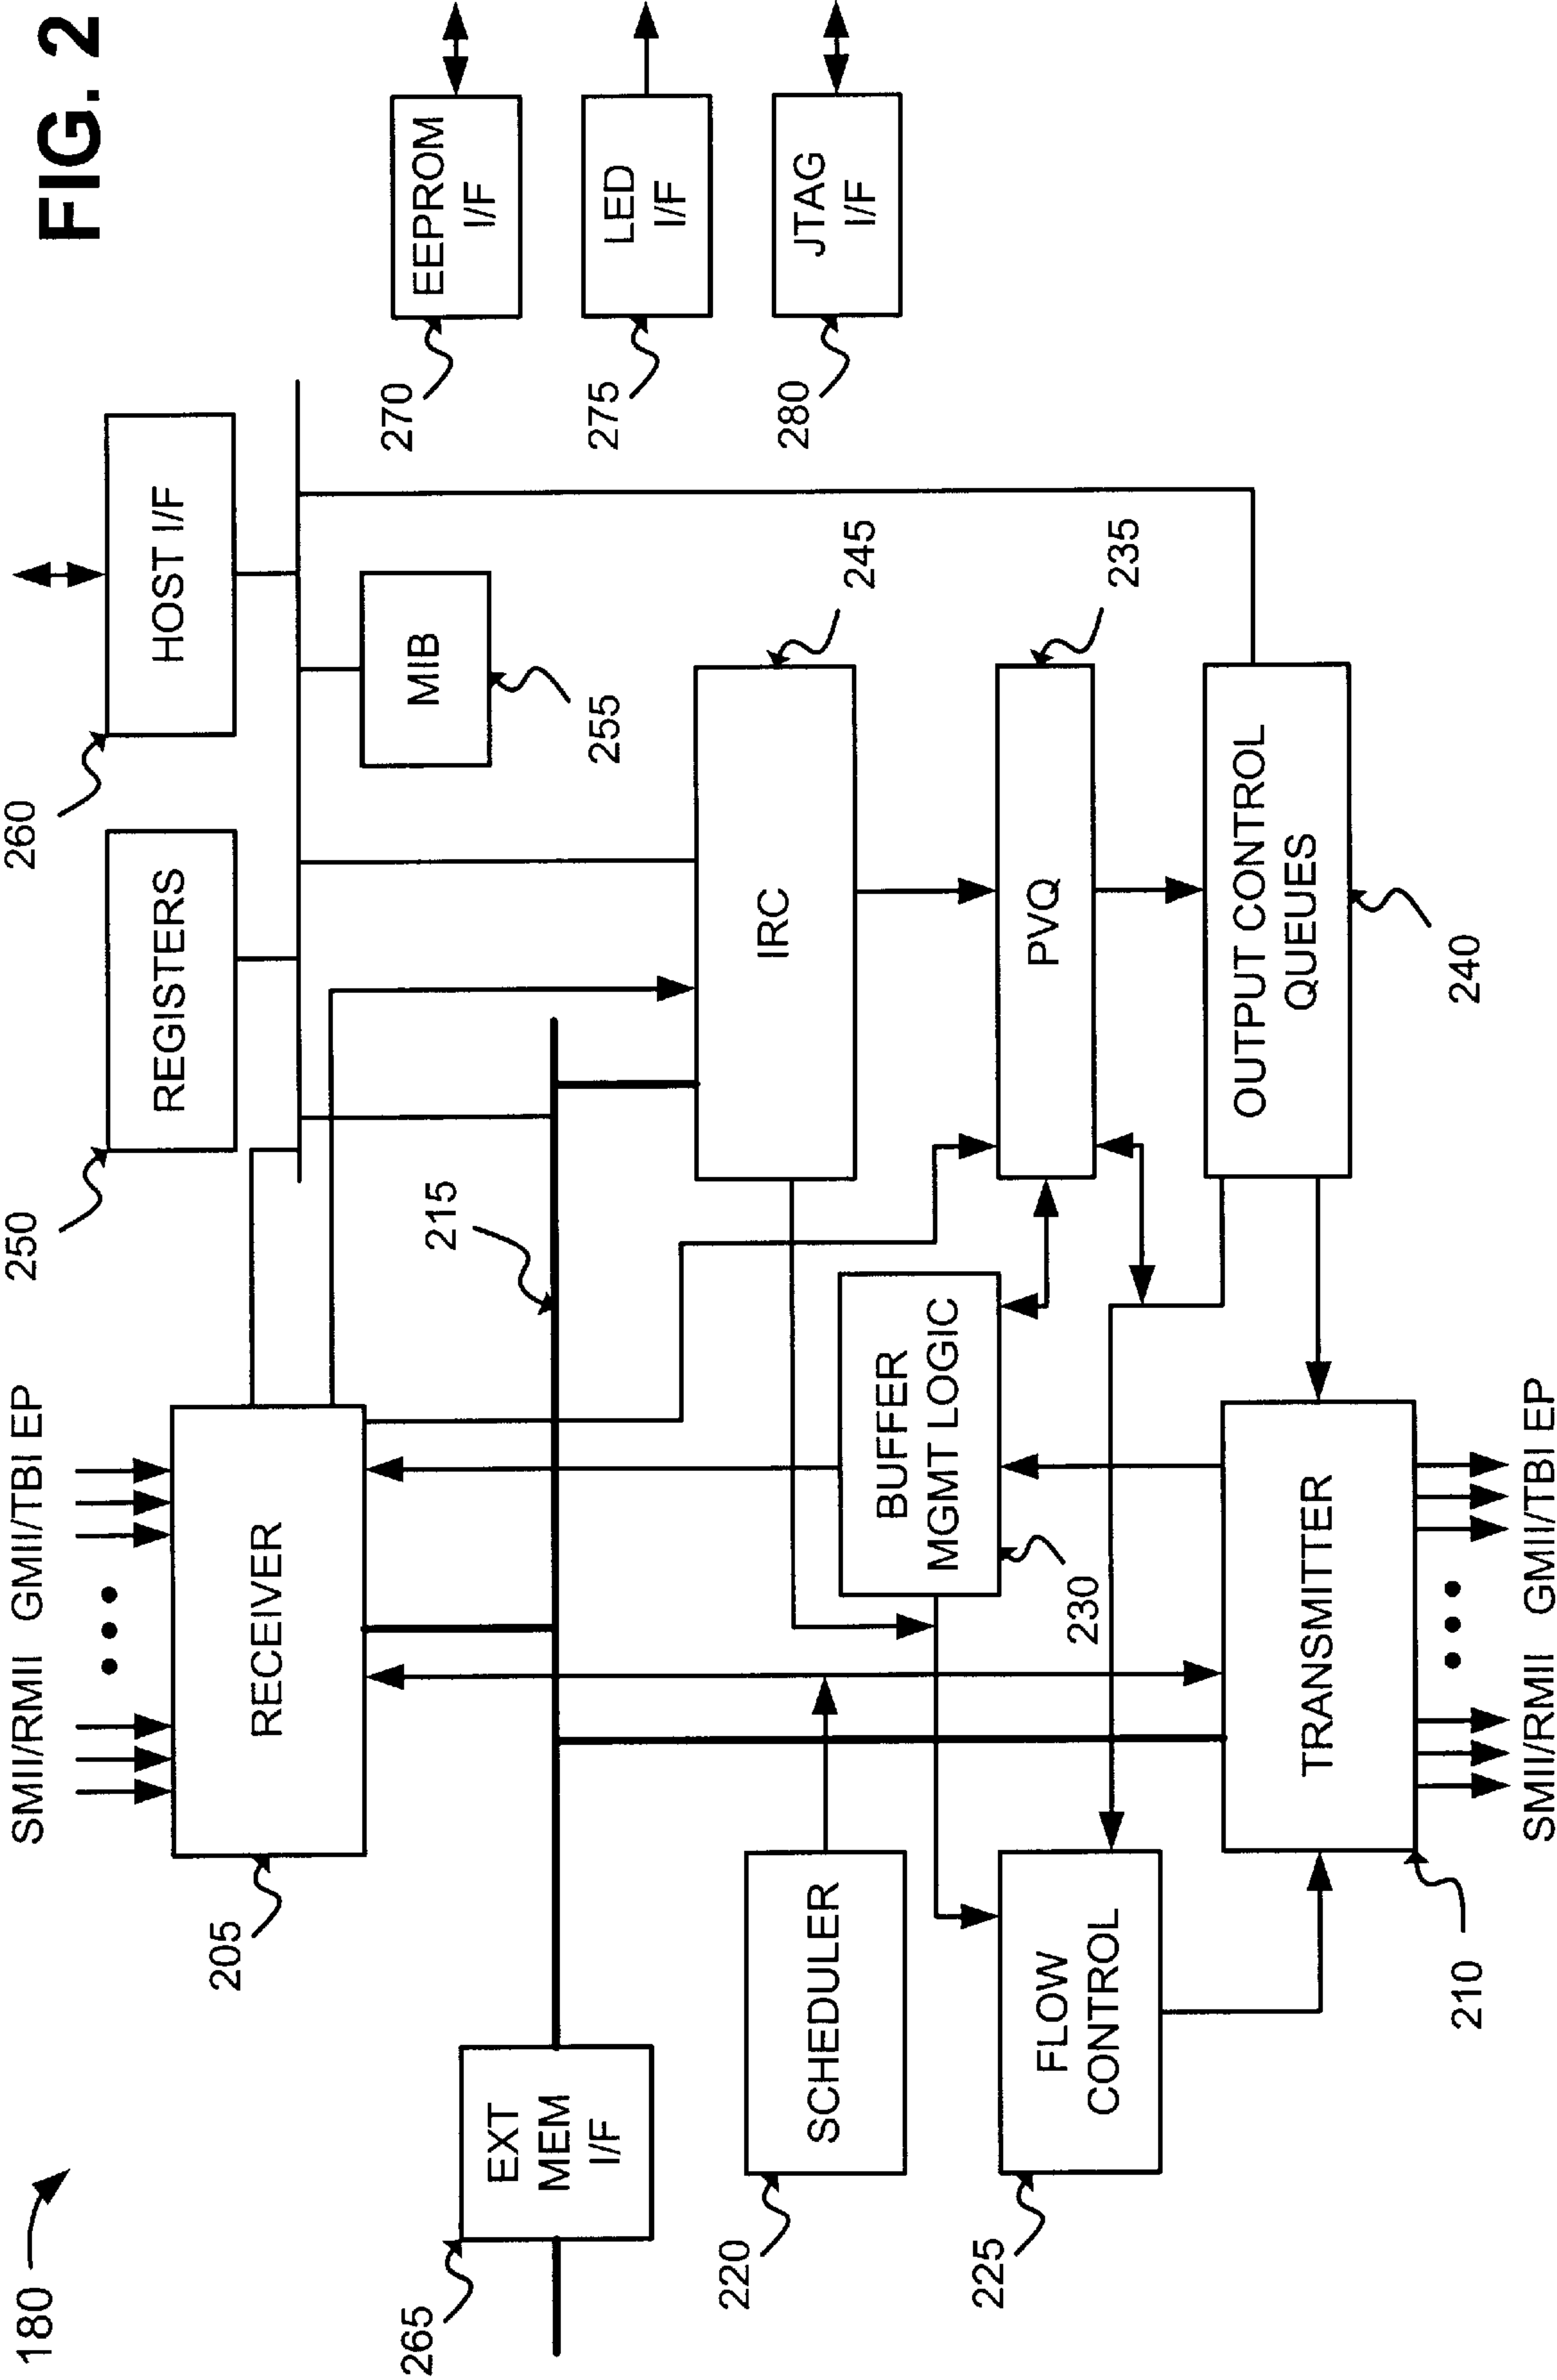 FIG. 2
180
SMII/RMII GMII/TBI EP
250
260
REGISTERS
HOST I/F
205
RECEIVER
265
EXT
MEM
I/F
215
MIB
255
270
EEPROM
I/F
275
LED
I/F
280
JTAG
I/F
220
SCHEDULER
IRC
245
BUFFER
MGMT LOGIC
230
225
FLOW
CONTROL
PVQ
235
210
TRANSMITTER
OUTPUT CONTROL
QUEUES
240
SMII/RMII GMII/TBI EP